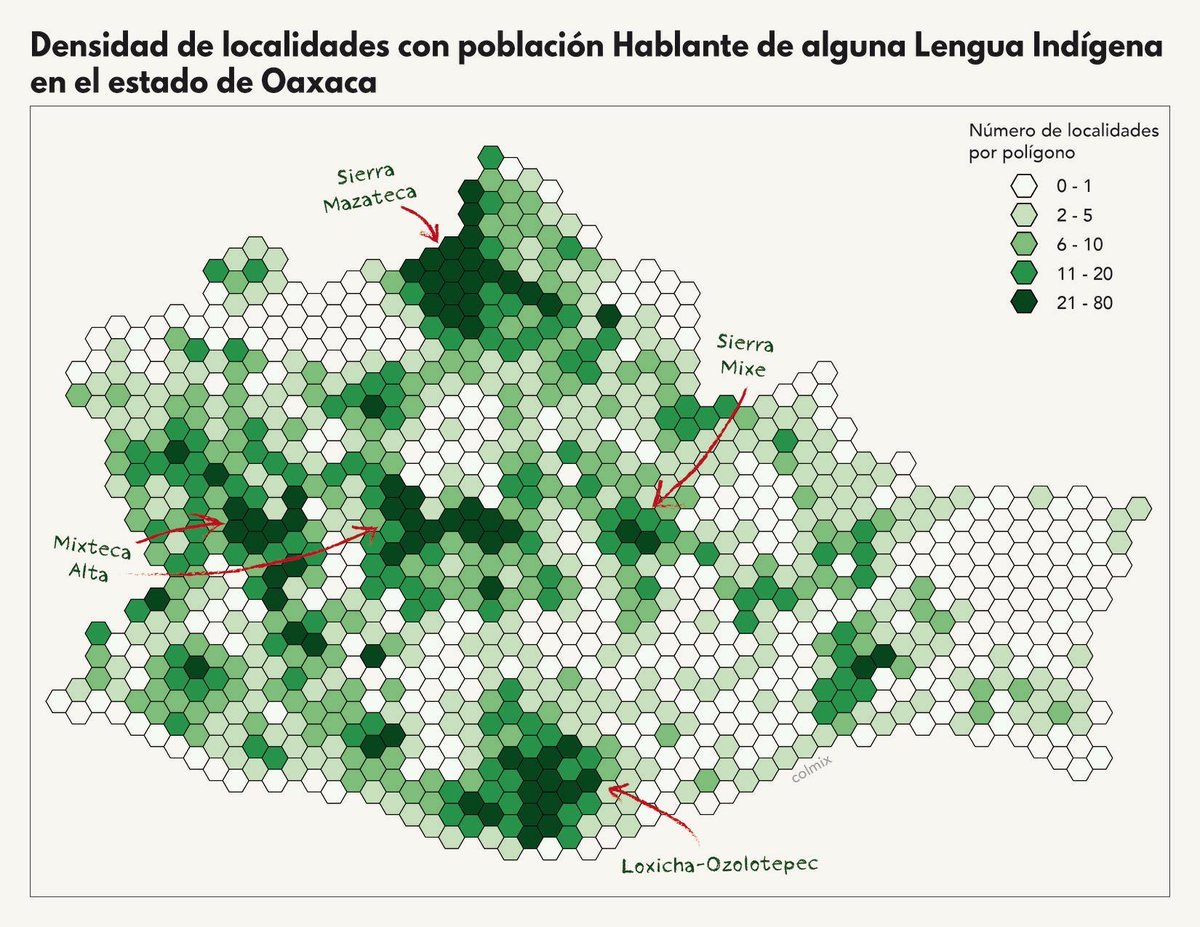 Densidad de localidades con población Hablante de alguna Lengua Indígena
en el estado de Oaxaca
Número de localidades
por polígono
0 - 1
2 - 5
6 - 10
11 - 20
21 - 80
Sierra
Mazateca
Sierra
Mixe
Mixteca
Alta
colmix
Loxicha-Ozolotepec